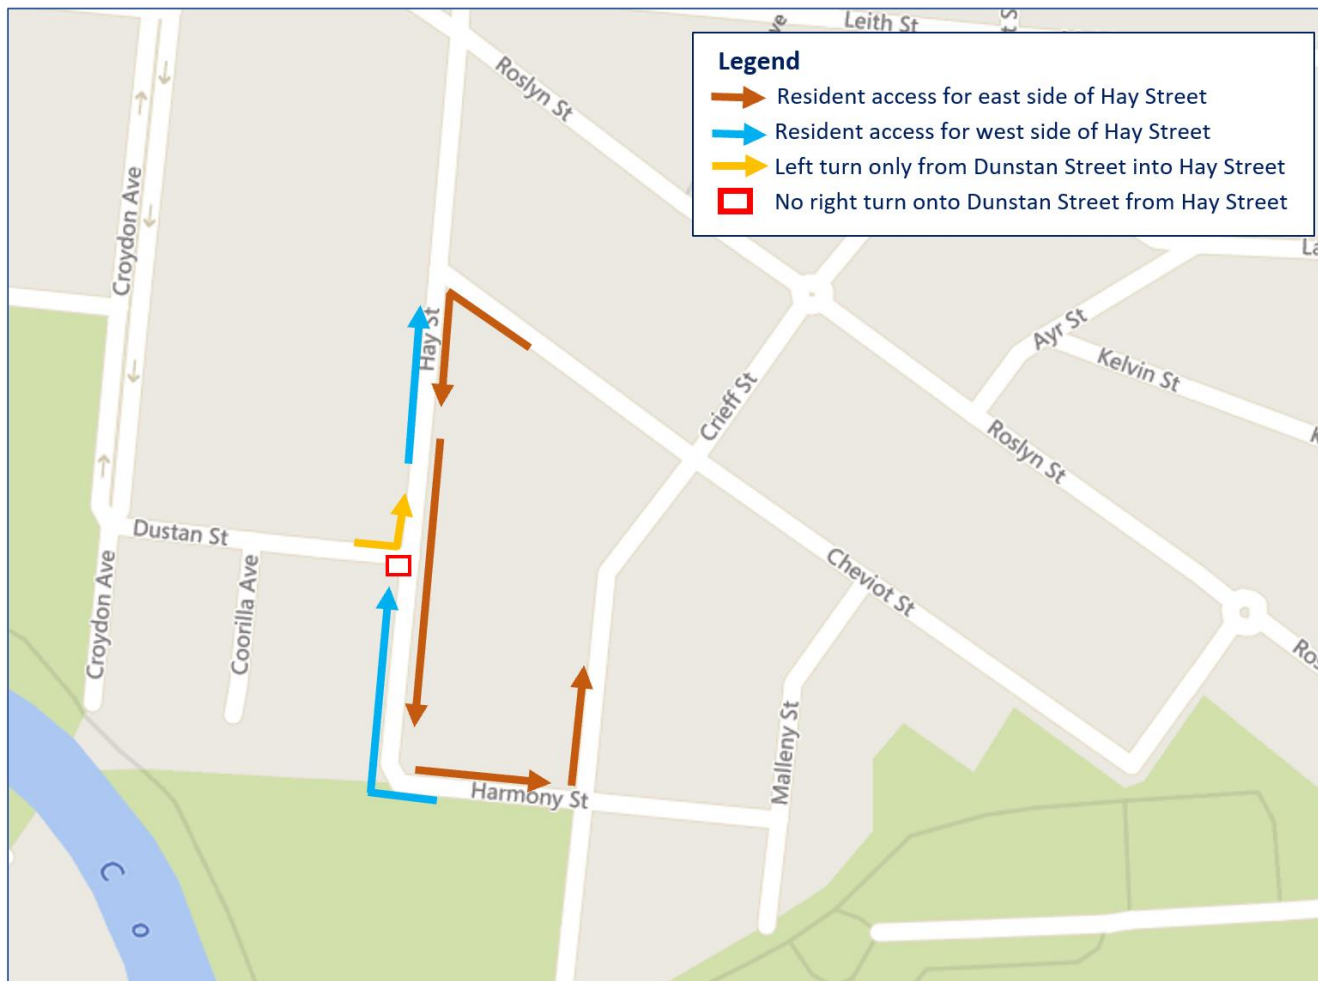 Leith St
Legend
Resident access for east side of Hay Street
Resident access for west side of Hay Street
Left turn only from Dunstan Street into Hay Street
No right turn onto Dunstan Street from Hay Street
Roslyn St
Croydon Ave
Hay St
Ayr St
Kelvin St
Crieff St
Roslyn St
Dustan St
Croydon Ave
Coorilla Ave
Cheviot St
Malleny St
Harmony St
C o